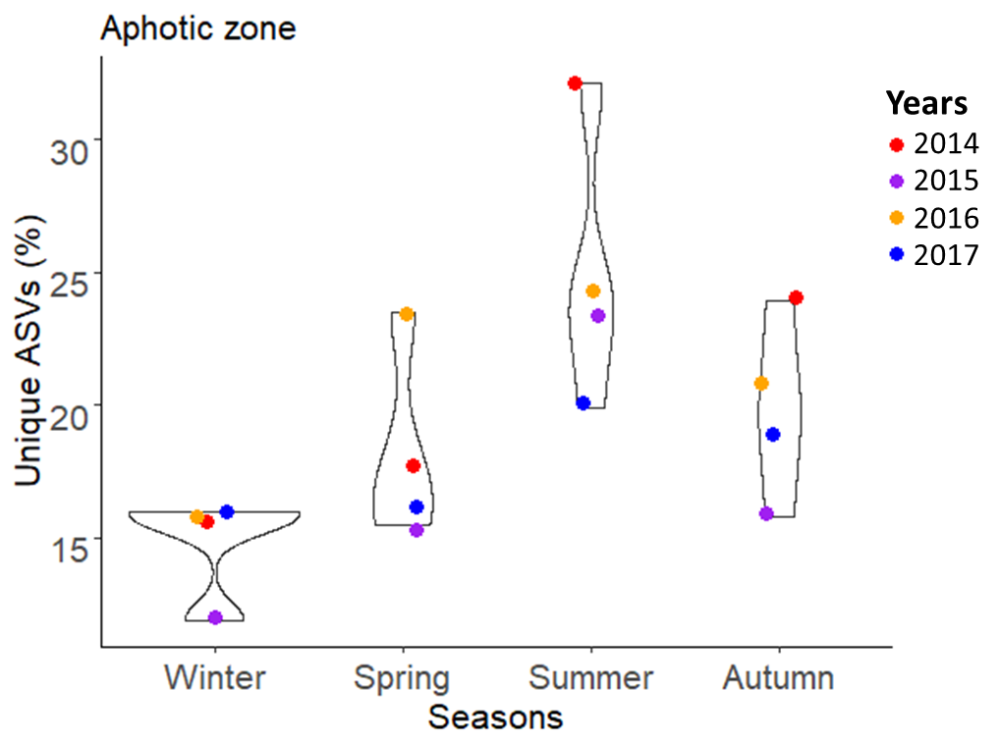 Aphotic zone
Unique ASVs (%)
30
25
20
15
Winter
Spring
Summer
Autumn
Seasons
Years
2014
2015
2016
2017